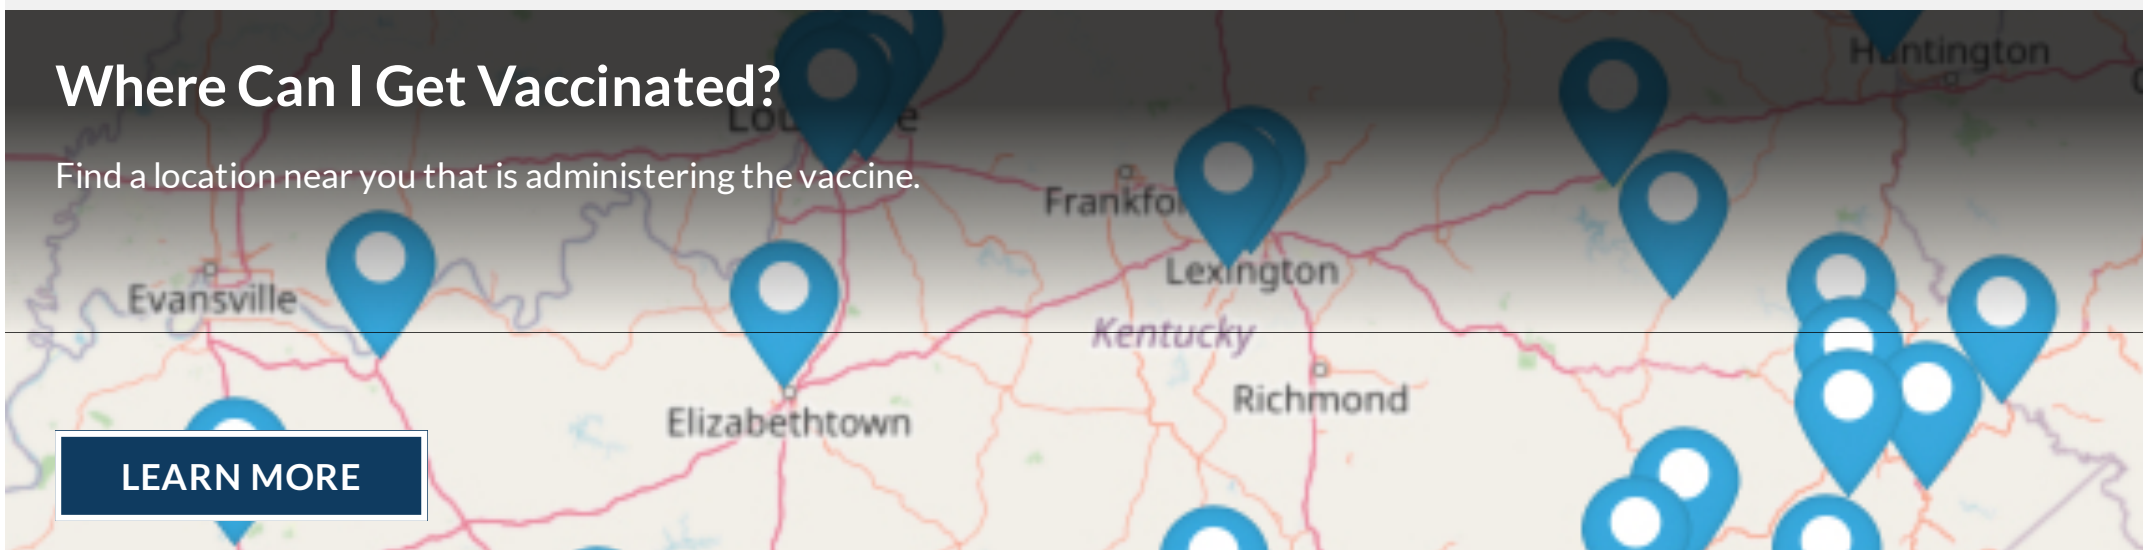 Where Can I Get Vaccinated?
Find a location near you that is administering the vaccine.
Huntington
Lexington
Evansville
Kentucky
Richmond
Elizabethtown
LEARN MORE